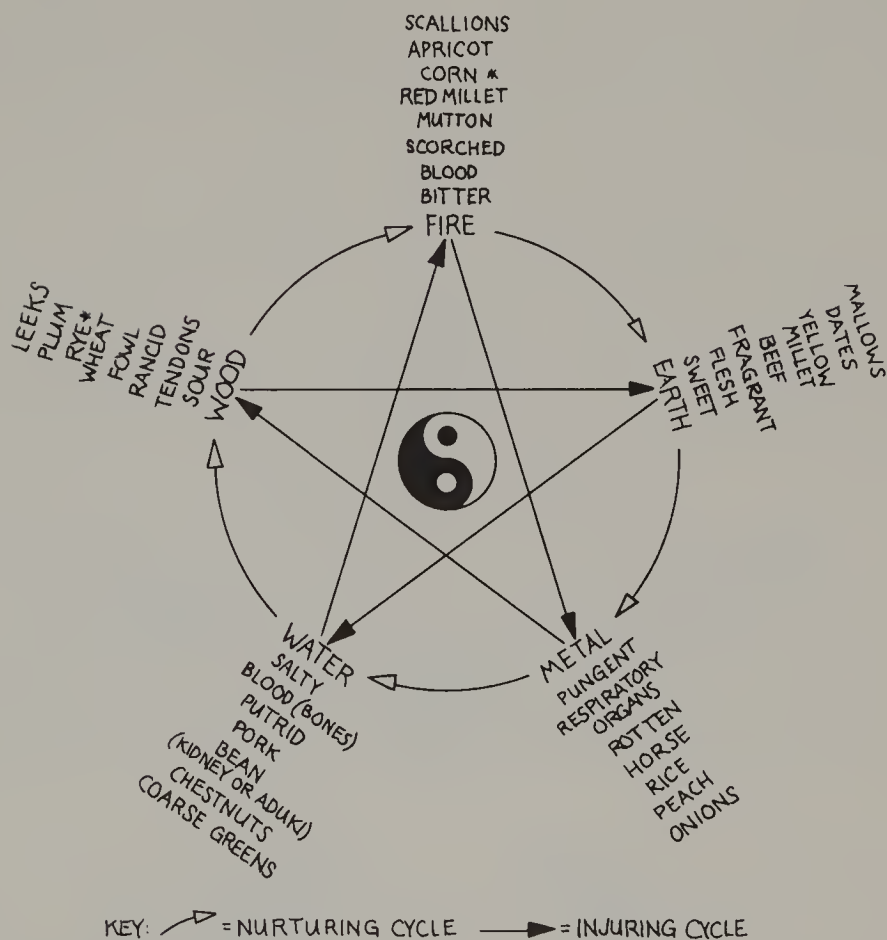 SCALLIONS
APRICOT
CORN *
RED MILLET
MUTTON
SCORCHED
BLOOD
BITTER
FIRE
LEEKS
PLUM
RYE*
WHEAT
FOWL
RANCID
TENDONS
SOUR
WOOD
EARTH
SWEET
FLESH
FRAGRANT
BEEF
YELLOW
MILLET
DATES
MALLOWS
WATER
SALTY
BLOOD (BONES)
PUTRID
PORK
BEAN
(KIDNEY OR ADUKI)
CHESTNUTS
COARSE GREENS
METAL
PUNGENT
RESPIRATORY
ORGANS
ROTTEN
HORSE
RICE
PEACH
ONIONS
KEY: = NURTURING CYCLE = INJURING CYCLE